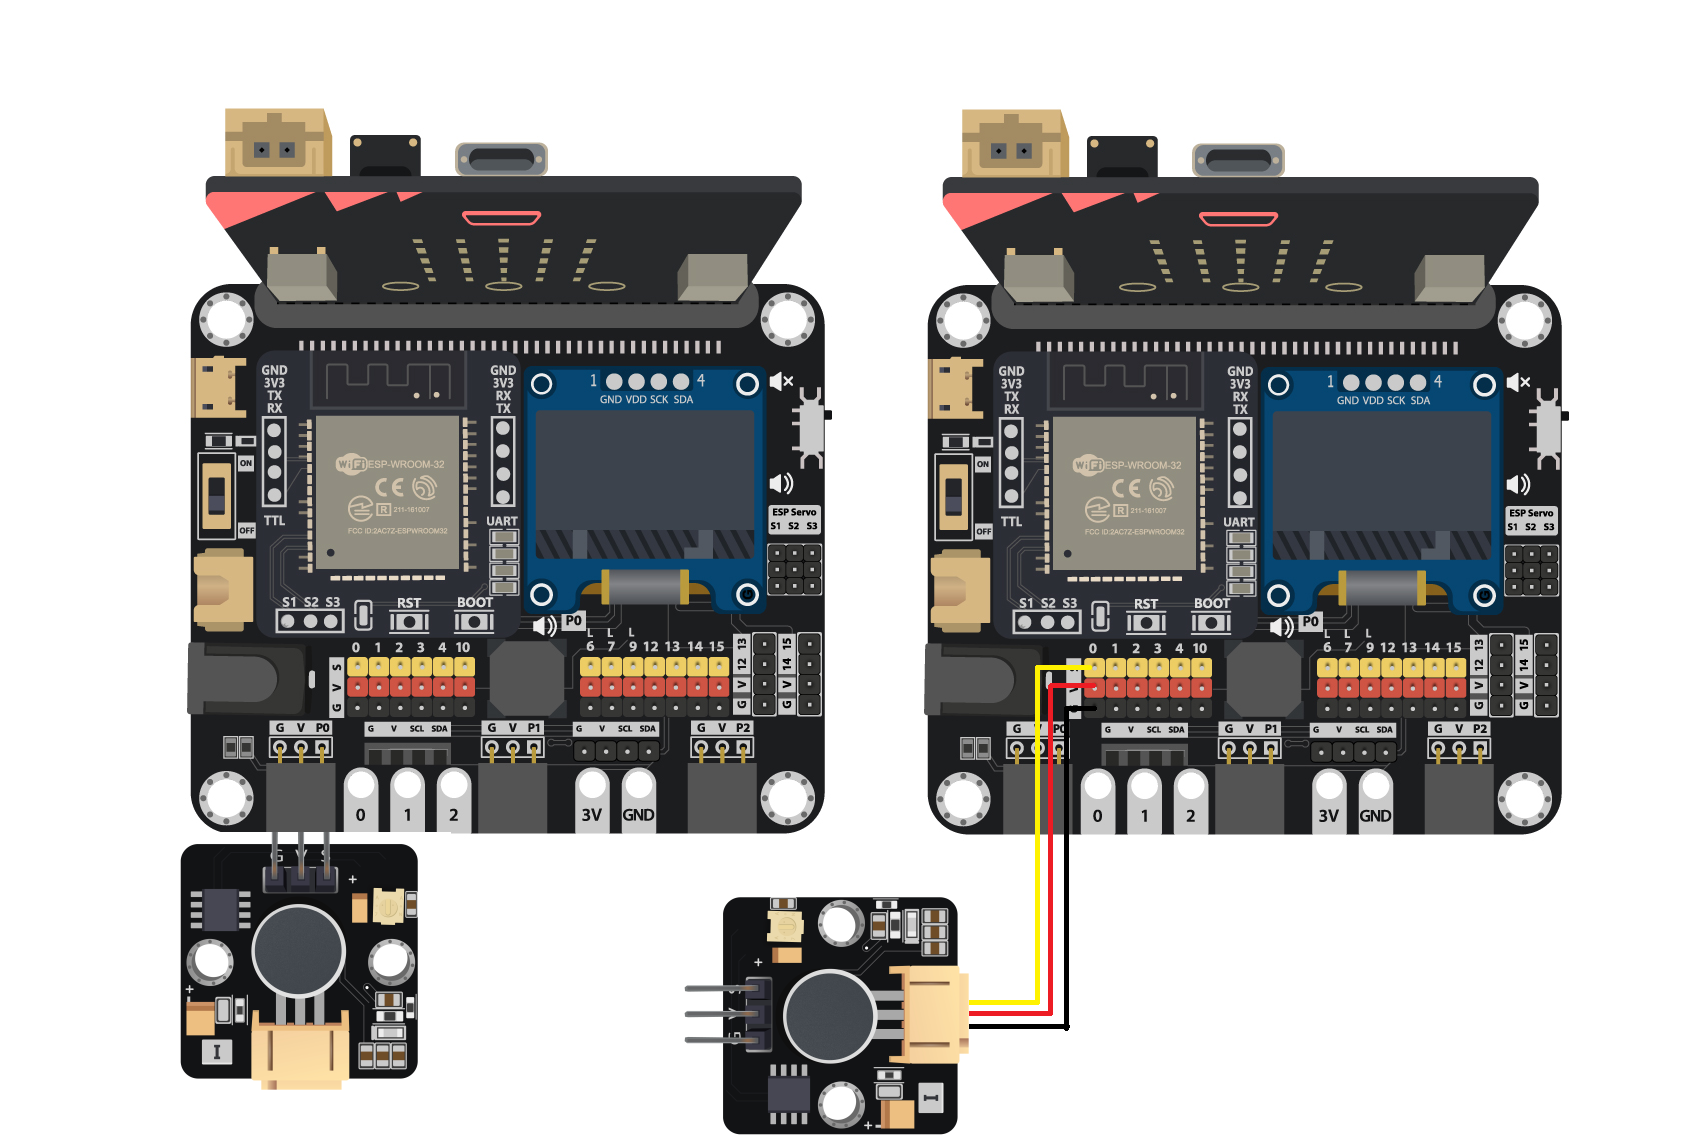 GND
3V3
TX
RX
GND
3V3
RX
TX
1 4
GND VDD SCK SDA
ON
WiFi ESP-WROOM-32
CE
R 211-161007
FCC ID:2AC7Z-ESPWROOM32
OFF
TTL
UART
ESP Servo
S1 S2 S3
S1 S2 S3
RST
BOOT
P0
L L L
0 1 2 3 4 10
6 7 9 12 13 14 15
S
V
G
13
12
V
G
15
14
V
G
G V P0
G V SCL SDA
G V P1
G V SCL SDA
G V P2
0 1 2
3V GND
G V S
+
+
I
GND
3V3
TX
RX
GND
3V3
RX
TX
1 4
GND VDD SCK SDA
ON
WiFi ESP-WROOM-32
CE
R 211-161007
FCC ID:2AC7Z-ESPWROOM32
OFF
TTL
UART
ESP Servo
S1 S2 S3
S1 S2 S3
RST
BOOT
P0
L L L
0 1 2 3 4 10
6 7 9 12 13 14 15
13
12
V
G
15
14
V
G
G V P0
G V SCL SDA
G V P1
G V SCL SDA
G V P2
0 1 2
3V GND
+
+
I